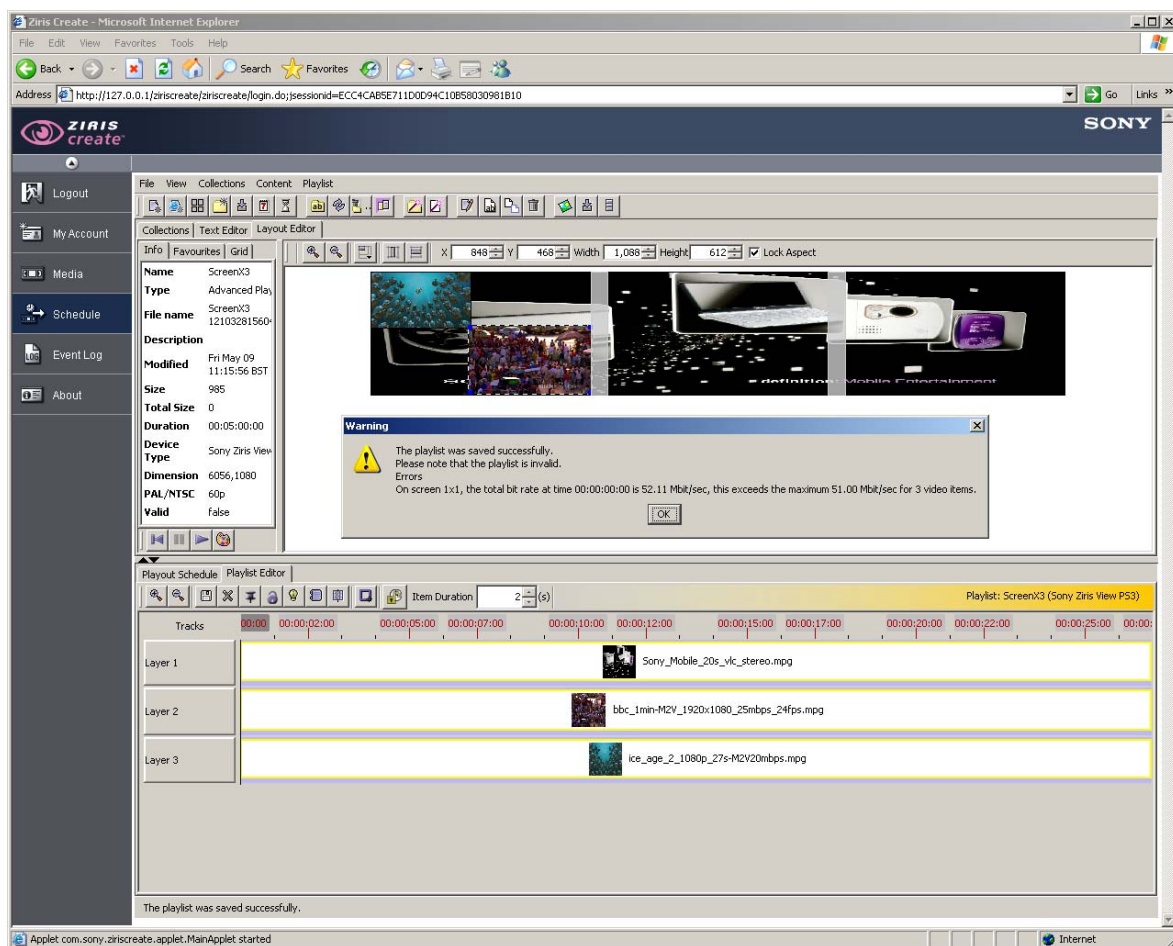 Ziris Create - Microsoft Internet Explorer
File Edit View Favorites Tools Help
Back Search Favorites
Address http://127.0.0.1/ziriscreate/ziriscreate/login.do;jsessionid=ECC4CAB5E711D0D94C10B58030981B10 Go Links
ZIRIS create SONY
Logout
My Account
Media
Schedule
Event Log
About
File View Collections Content Playlist
Collections Text Editor Layout Editor
Info Favourites Grid
X 848 Y 468 Width 1,088 Height 612 Lock Aspect
Name ScreenX3
Type Advanced Play
File name ScreenX3
Description
Modified Fri May 09
11:15:56 BST
Size 985
Total Size 0
Duration 00:05:00:00
Device Type Sony Ziris View
Dimension 6056,1080
PAL/NTSC 60p
Valid false
definition: Mobile Entertainment
Warning
The playlist was saved successfully.
Please note that the playlist is invalid.
Errors
On screen 1x1, the total bit rate at time 00:00:00:00 is 52.11 Mbit/sec, this exceeds the maximum 51.00 Mbit/sec for 3 video items.
OK
Playout Schedule Playlist Editor
Item Duration 2 (s) Playlist: ScreenX3 (Sony Ziris View PS3)
Tracks 00:00 00:00:02:00 00:00:05:00 00:00:07:00 00:00:10:00 00:00:12:00 00:00:15:00 00:00:17:00 00:00:20:00 00:00:22:00 00:00:25:00 00:00:
Layer 1 Sony_Mobile_20s_vlc_stereo.mpg
Layer 2 bbc_1min-M2V_1920x1080_25mbps_24fps.mpg
Layer 3 ice_age_2_1080p_27s-M2V20mbps.mpg
The playlist was saved successfully.
Applet com.sony.ziriscreate.applet.MainApplet started Internet